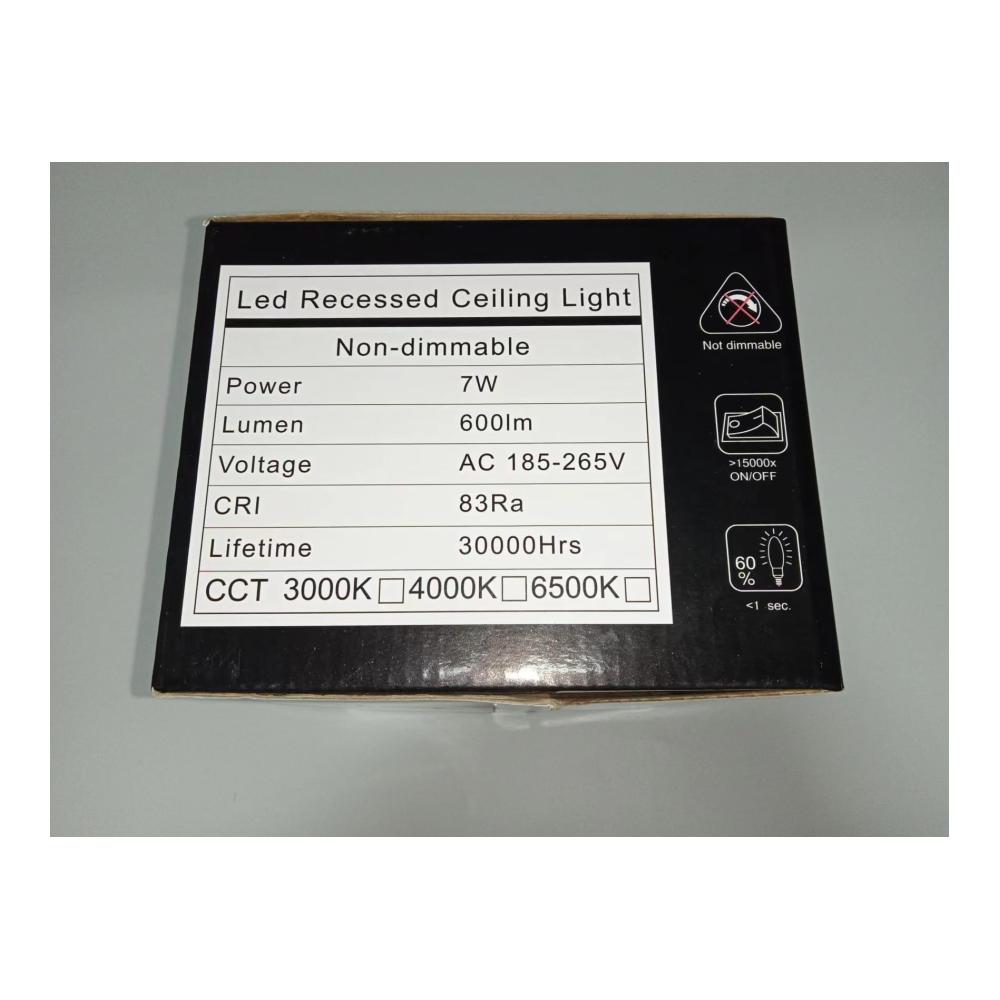 Led Recessed Ceiling Light
Non-dimmable
Power 7W
Lumen 600lm
Voltage AC 185-265V
CRI 83Ra
Lifetime 30000Hrs
CCT 3000K 4000K 6500K
Not dimmable
>15000x
ON/OFF
60
%
<1 sec.